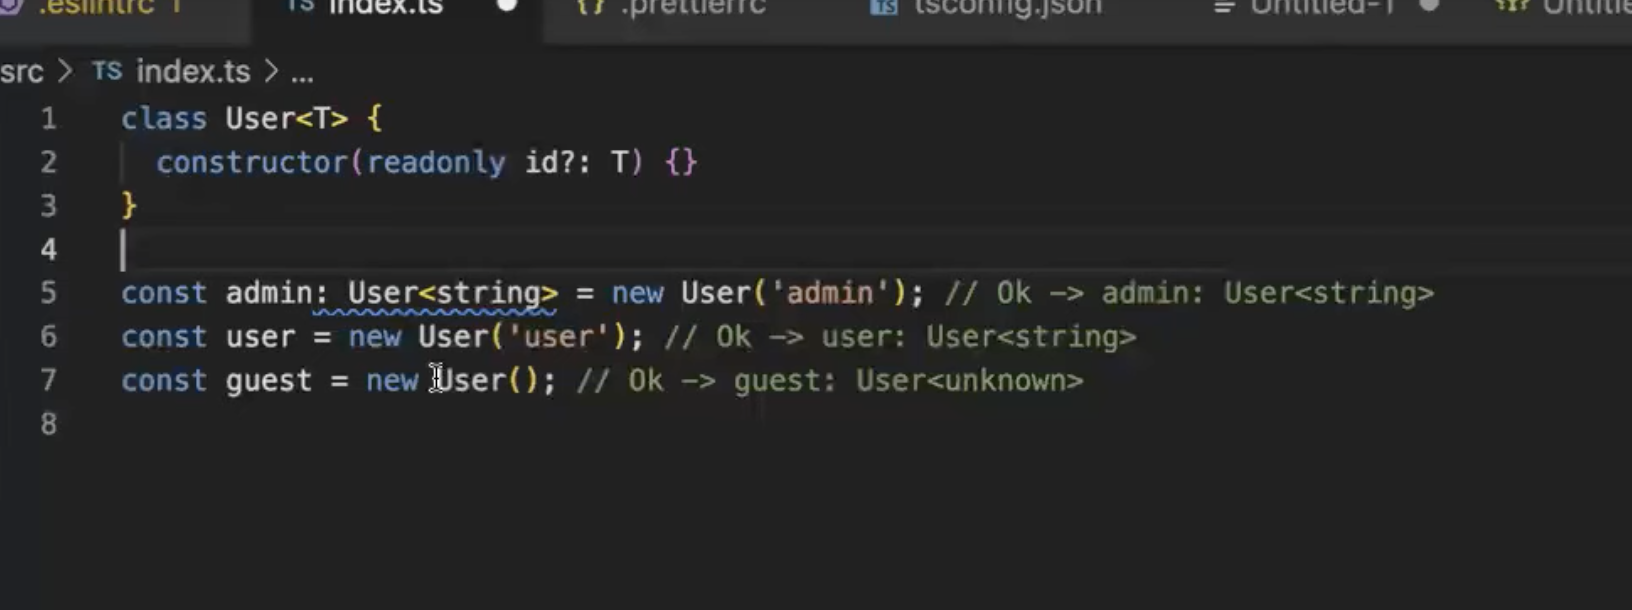 .eslintrc 1 TS index.ts {} .prettierrc TS tsconfig.json Untitled-1
src > TS index.ts > ...
1 class User<T> {
2 constructor(readonly id?: T) {}
3 }
4
5 const admin: User<string> = new User('admin'); // Ok -> admin: User<string>
6 const user = new User('user'); // Ok -> user: User<string>
7 const guest = new User(); // Ok -> guest: User<unknown>
8